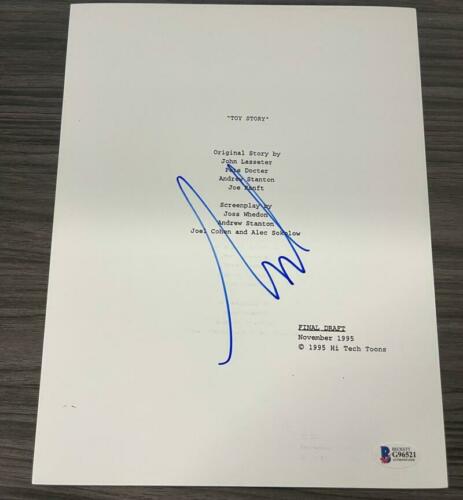 "TOY STORY"
Original Story by
John Lasseter
Pete Docter
Andrew Stanton
Joe Ranft
Screenplay by
Joss Whedon
Andrew Stanton
Joel Cohen and Alec Sokolow
FINAL DRAFT
November 1995
© 1995 Hi Tech Toons
BECKETT
G96521